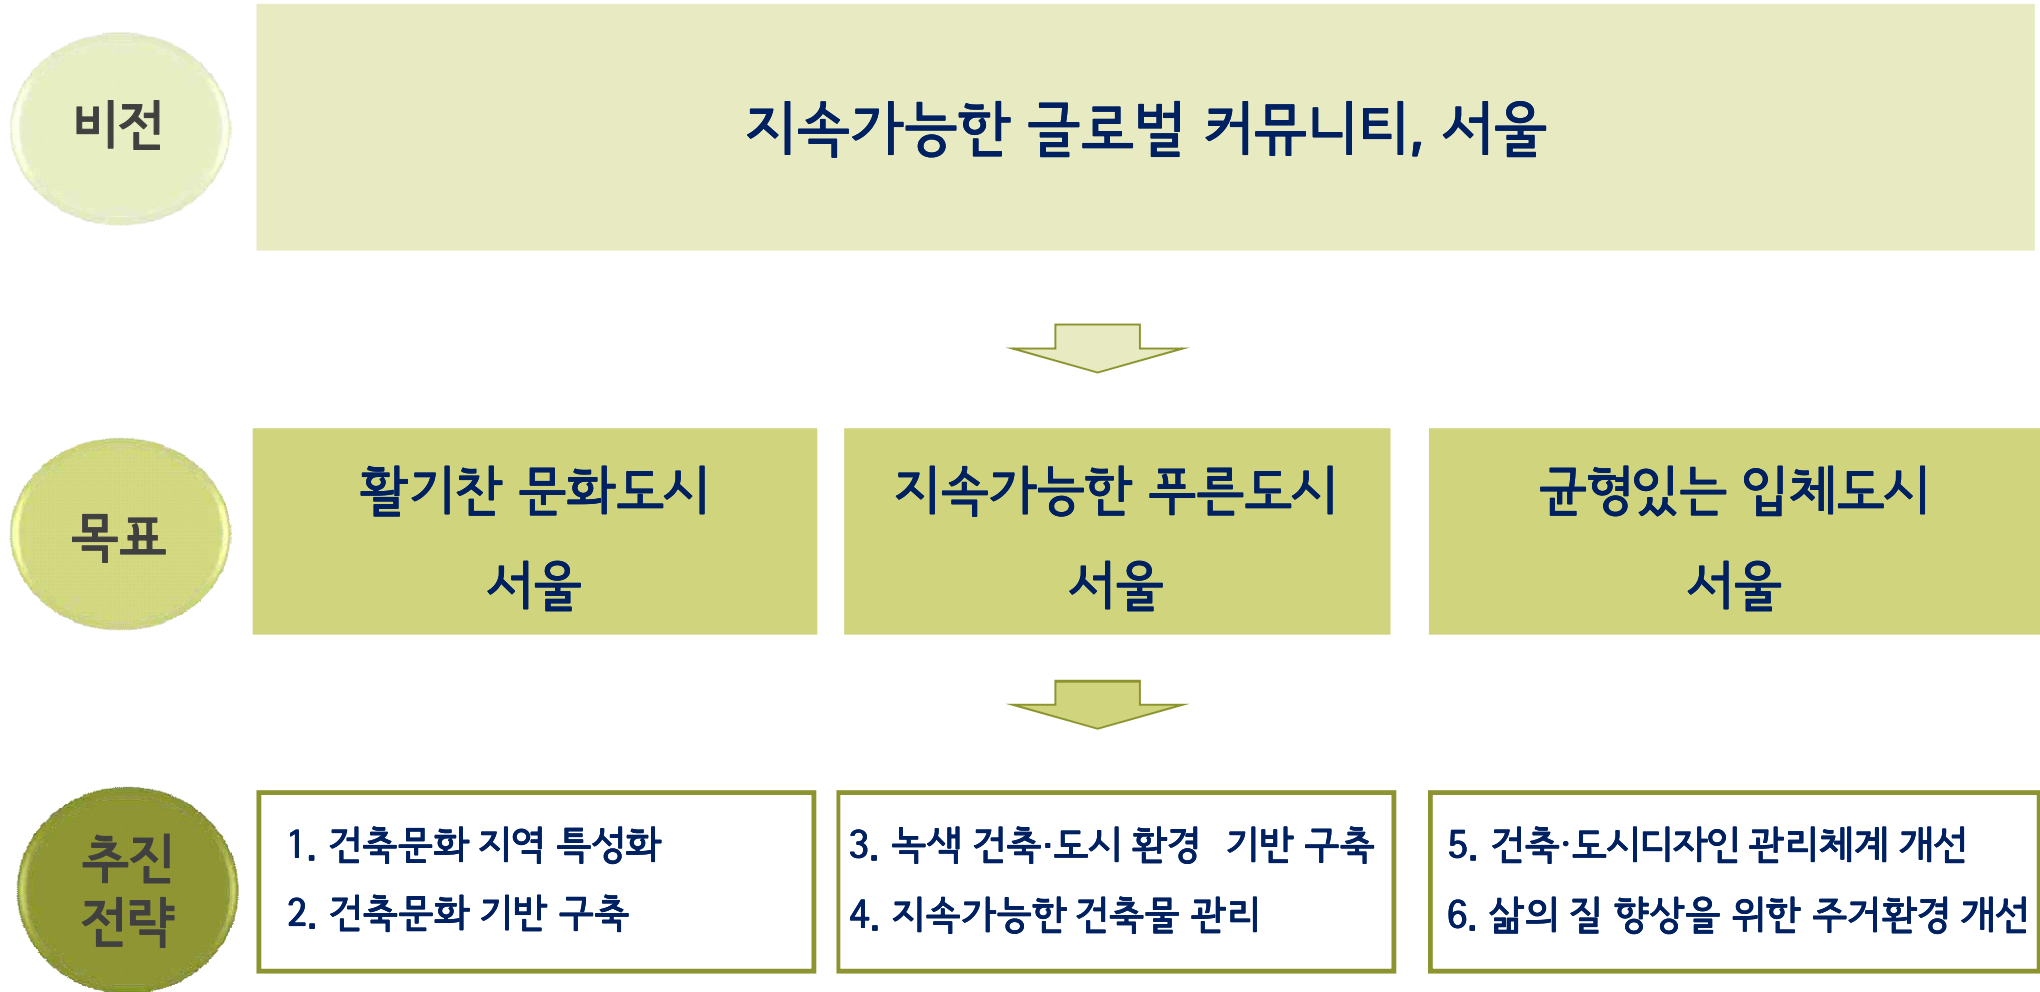 비전
지속가능한 글로벌 커뮤니티, 서울
목표
활기찬 문화도시
서울
지속가능한 푸른도시
서울
균형있는 입체도시
서울
추진
전략
1. 건축문화 지역 특성화
2. 건축문화 기반 구축
3. 녹색 건축·도시 환경 기반 구축
4. 지속가능한 건축물 관리
5. 건축·도시디자인 관리체계 개선
6. 삶의 질 향상을 위한 주거환경 개선